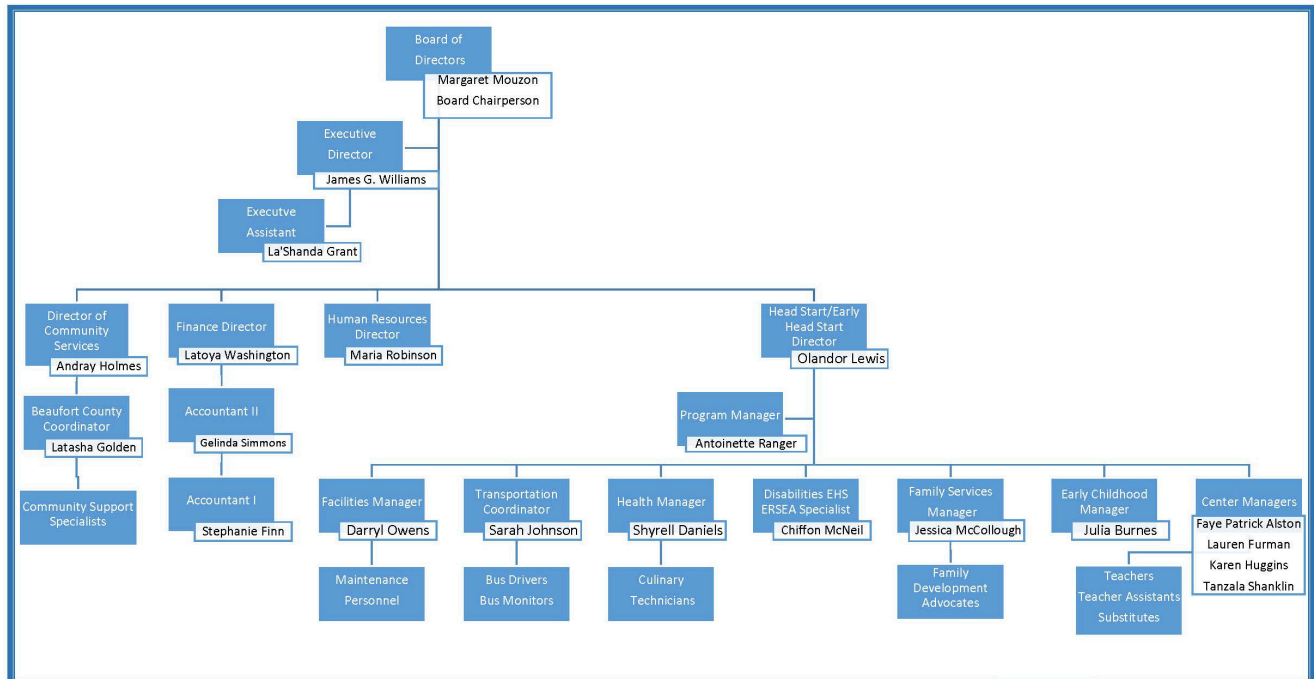 Board of
Directors
Margaret Mouzon
Board Chairperson
Executive
Director
James G. Williams
Executve
Assistant
La'Shanda Grant
Director of
Community
Services
Andray Holmes
Finance Director
Latoya Washington
Human Resources
Director
Maria Robinson
Head Start/Early
Head Start
Director
Olandor Lewis
Beaufort County
Coordinator
Latasha Golden
Accountant II
Gelinda Simmons
Program Manager
Antoinette Ranger
Community Support
Specialists
Accountant I
Stephanie Finn
Facilities Manager
Darryl Owens
Transportation
Coordinator
Sarah Johnson
Health Manager
Shyrell Daniels
Disabilities EHS
ERSEA Specialist
Chiffon McNeil
Family Services
Manager
Jessica McCollough
Early Childhood
Manager
Julia Burnes
Center Managers
Faye Patrick Alston
Lauren Furman
Karen Huggins
Tanzala Shanklin
Maintenance
Personnel
Bus Drivers
Bus Monitors
Culinary
Technicians
Family
Development
Advocates
Teachers
Teacher Assistants
Substitutes